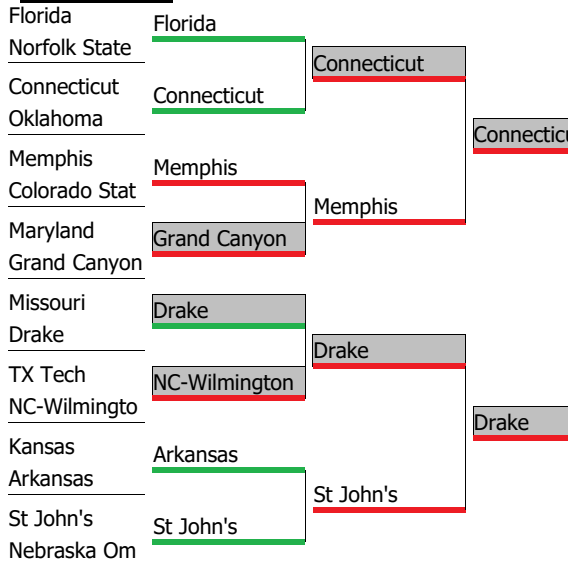 Florida
Norfolk State
Connecticut
Oklahoma
Memphis
Colorado Stat
Maryland
Grand Canyon
Missouri
Drake
TX Tech
NC-Wilmingto
Kansas
Arkansas
St John's
Nebraska Om
Florida
Connecticut
Memphis
Grand Canyon
Drake
NC-Wilmington
Arkansas
St John's
Connecticut
Memphis
Drake
St John's
Connecticu
Drake